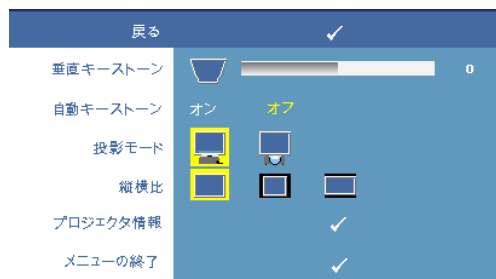 戻る
垂直キーストーン 0
自動キーストーン オン オフ
投影モード
縦横比
プロジェクタ情報
メニューの終了